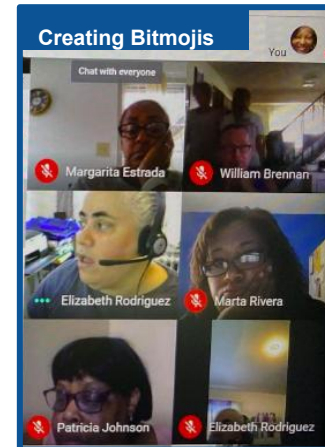 Creating Bitmojis
You
Chat with everyone
Margarita Estrada
William Brennan
Elizabeth Rodriguez
Marta Rivera
Patricia Johnson
Elizabeth Rodriguez